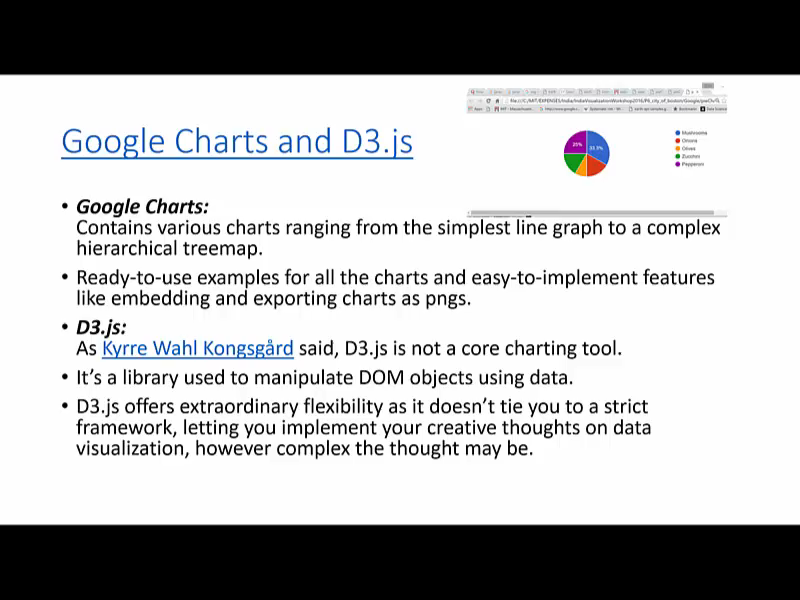 Google Charts and D3.js
25%
33.3%
Mushrooms
Onions
Olives
Zucchini
Pepperoni
• Google Charts:
Contains various charts ranging from the simplest line graph to a complex
hierarchical treemap.
• Ready-to-use examples for all the charts and easy-to-implement features
like embedding and exporting charts as pngs.
• D3.js:
As Kyrre Wahl Kongsgård said, D3.js is not a core charting tool.
• It's a library used to manipulate DOM objects using data.
• D3.js offers extraordinary flexibility as it doesn't tie you to a strict
framework, letting you implement your creative thoughts on data
visualization, however complex the thought may be.